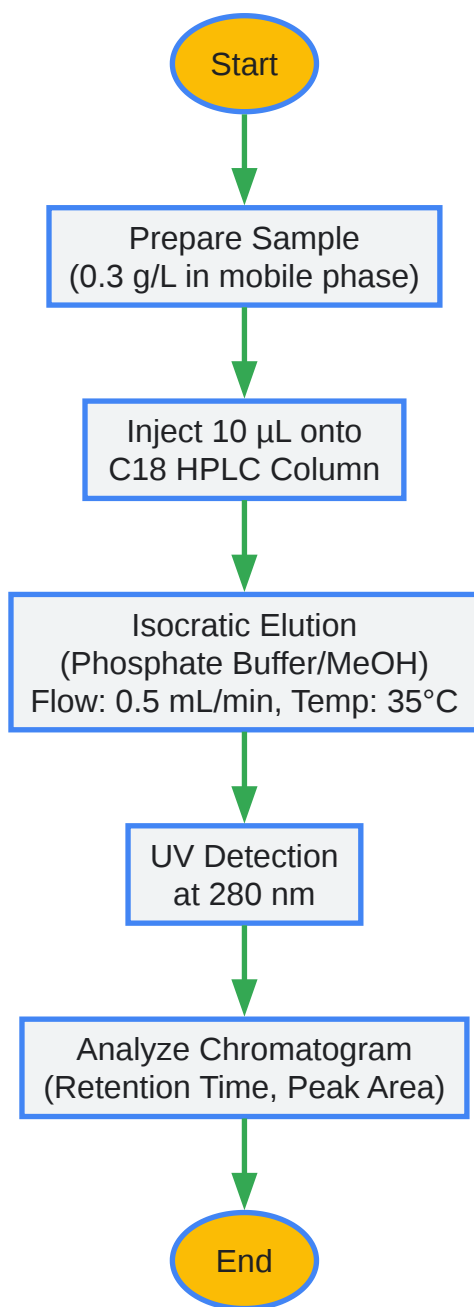 Start
Prepare Sample
(0.3 g/L in mobile phase)
Inject 10 µL onto
C18 HPLC Column
Isocratic Elution
(Phosphate Buffer/MeOH)
Flow: 0.5 mL/min, Temp: 35°C
UV Detection
at 280 nm
Analyze Chromatogram
(Retention Time, Peak Area)
End